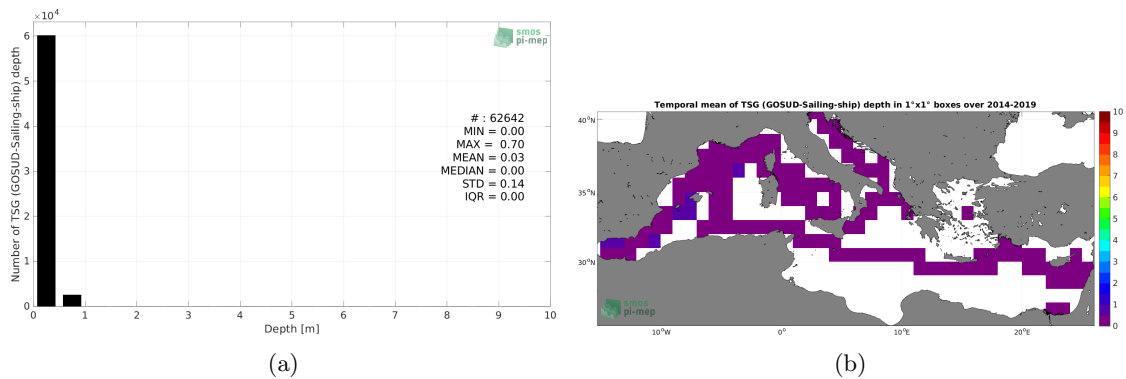 ×10⁴
6
5
4
3
2
1
0
Number of TSG (GOSUD-Sailing-ship) depth
smos
pi-mep
# : 62642
MIN = 0.00
MAX = 0.70
MEAN = 0.03
MEDIAN = 0.00
STD = 0.14
IQR = 0.00
0 1 2 3 4 5 6 7 8 9 10
Depth [m]
(a)
Temporal mean of TSG (GOSUD-Sailing-ship) depth in 1°x1° boxes over 2014-2019
40°N
35°N
30°N
smos
pi-mep
10°W 0° 10°E 20°E
10
9
8
7
6
5
4
3
2
1
0
(b)